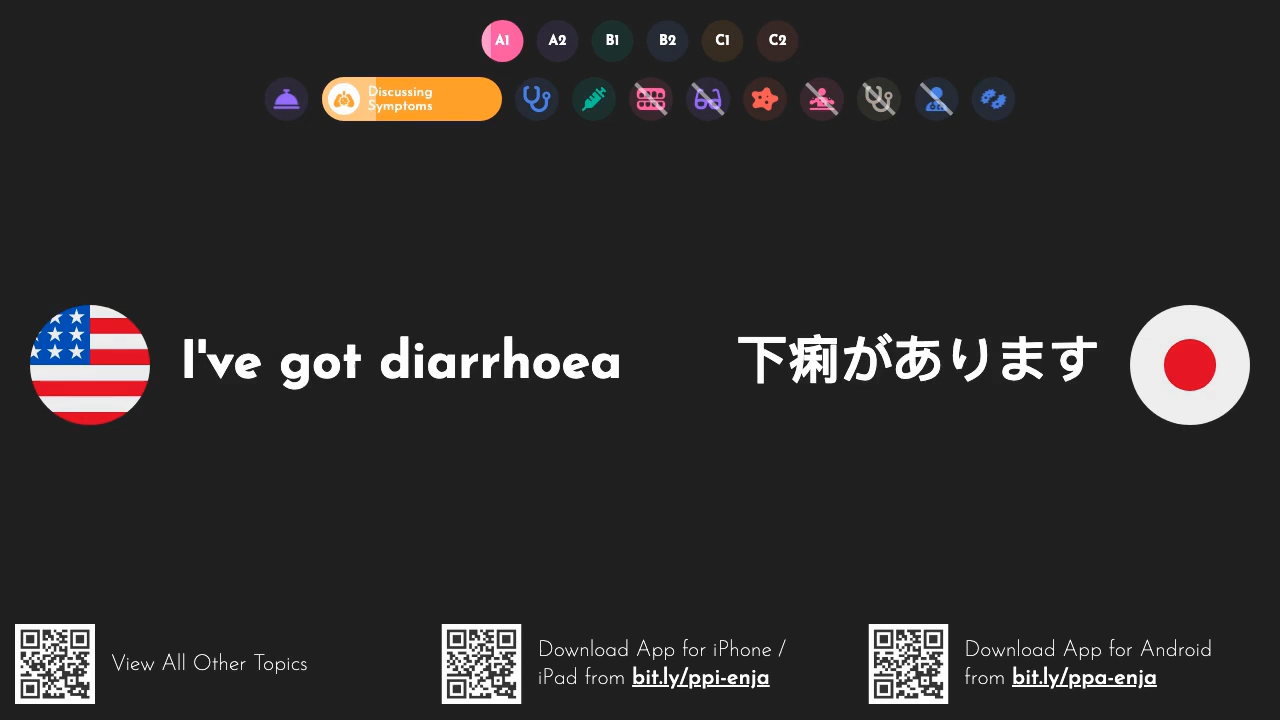 A1 A2 B1 B2 C1 C2
Discussing
Symptoms
I've got diarrhoea
下痢があります
View All Other Topics
Download App for iPhone /
iPad from bit.ly/ppi-enja
Download App for Android
from bit.ly/ppa-enja